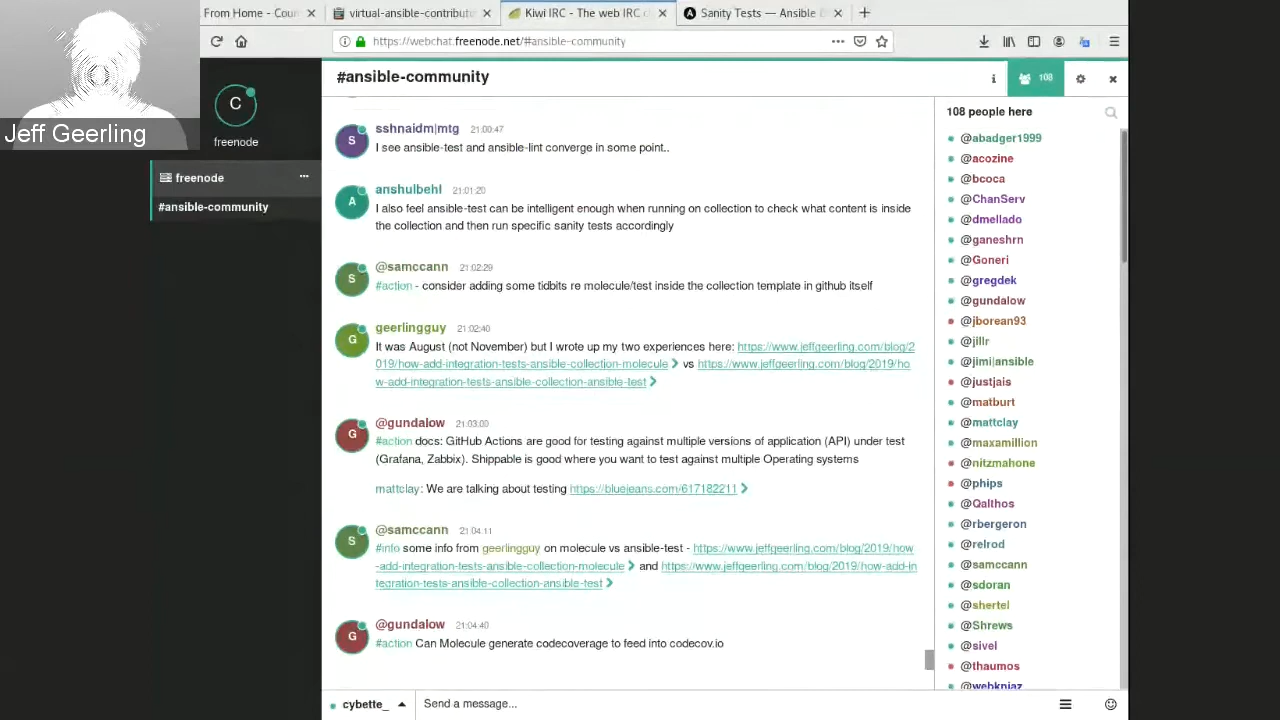 From Home - Coun
virtual-ansible-contribut
Kiwi IRC - The web IRC c
Sanity Tests — Ansible D
https://webchat.freenode.net/#ansible-community
Jeff Geerling
C
freenode
freenode
#ansible-community
#ansible-community
108
sshnaidm|mtg 21:00:47
S
I see ansible-test and ansible-lint converge in some point..
anshulbehl 21:01:20
A
I also feel ansible-test can be intelligent enough when running on collection to check what content is inside
the collection and then run specific sanity tests accordingly
@samccann 21:02:29
S
#action - consider adding some tidbits re molecule/test inside the collection template in github itself
geerlingguy 21:02:40
G
It was August (not November) but I wrote up my two experiences here: https://www.jeffgeerling.com/blog/2
019/how-add-integration-tests-ansible-collection-molecule vs https://www.jeffgeerling.com/blog/2019/ho
w-add-integration-tests-ansible-collection-ansible-test
@gundalow 21:03:00
G
#action docs: GitHub Actions are good for testing against multiple versions of application (API) under test
(Grafana, Zabbix). Shippable is good where you want to test against multiple Operating systems
mattclay: We are talking about testing https://bluejeans.com/617182211
@samccann 21:04:11
S
#info some info from geerlingguy on molecule vs ansible-test - https://www.jeffgeerling.com/blog/2019/how
-add-integration-tests-ansible-collection-molecule and https://www.jeffgeerling.com/blog/2019/how-add-in
tegration-tests-ansible-collection-ansible-test
@gundalow 21:04:40
G
#action Can Molecule generate codecoverage to feed into codecov.io
cybette_
Send a message...
108 people here
@abadger1999
@acozine
@bcoca
@ChanServ
@dmellado
@ganeshrn
@Goneri
@gregdek
@gundalow
@jborean93
@jillr
@jimi|ansible
@justjais
@matburt
@mattclay
@maxamillion
@nitzmahone
@phips
@Qalthos
@rbergeron
@relrod
@samccann
@sdoran
@shertel
@Shrews
@sivel
@thaumos
@webknjaz